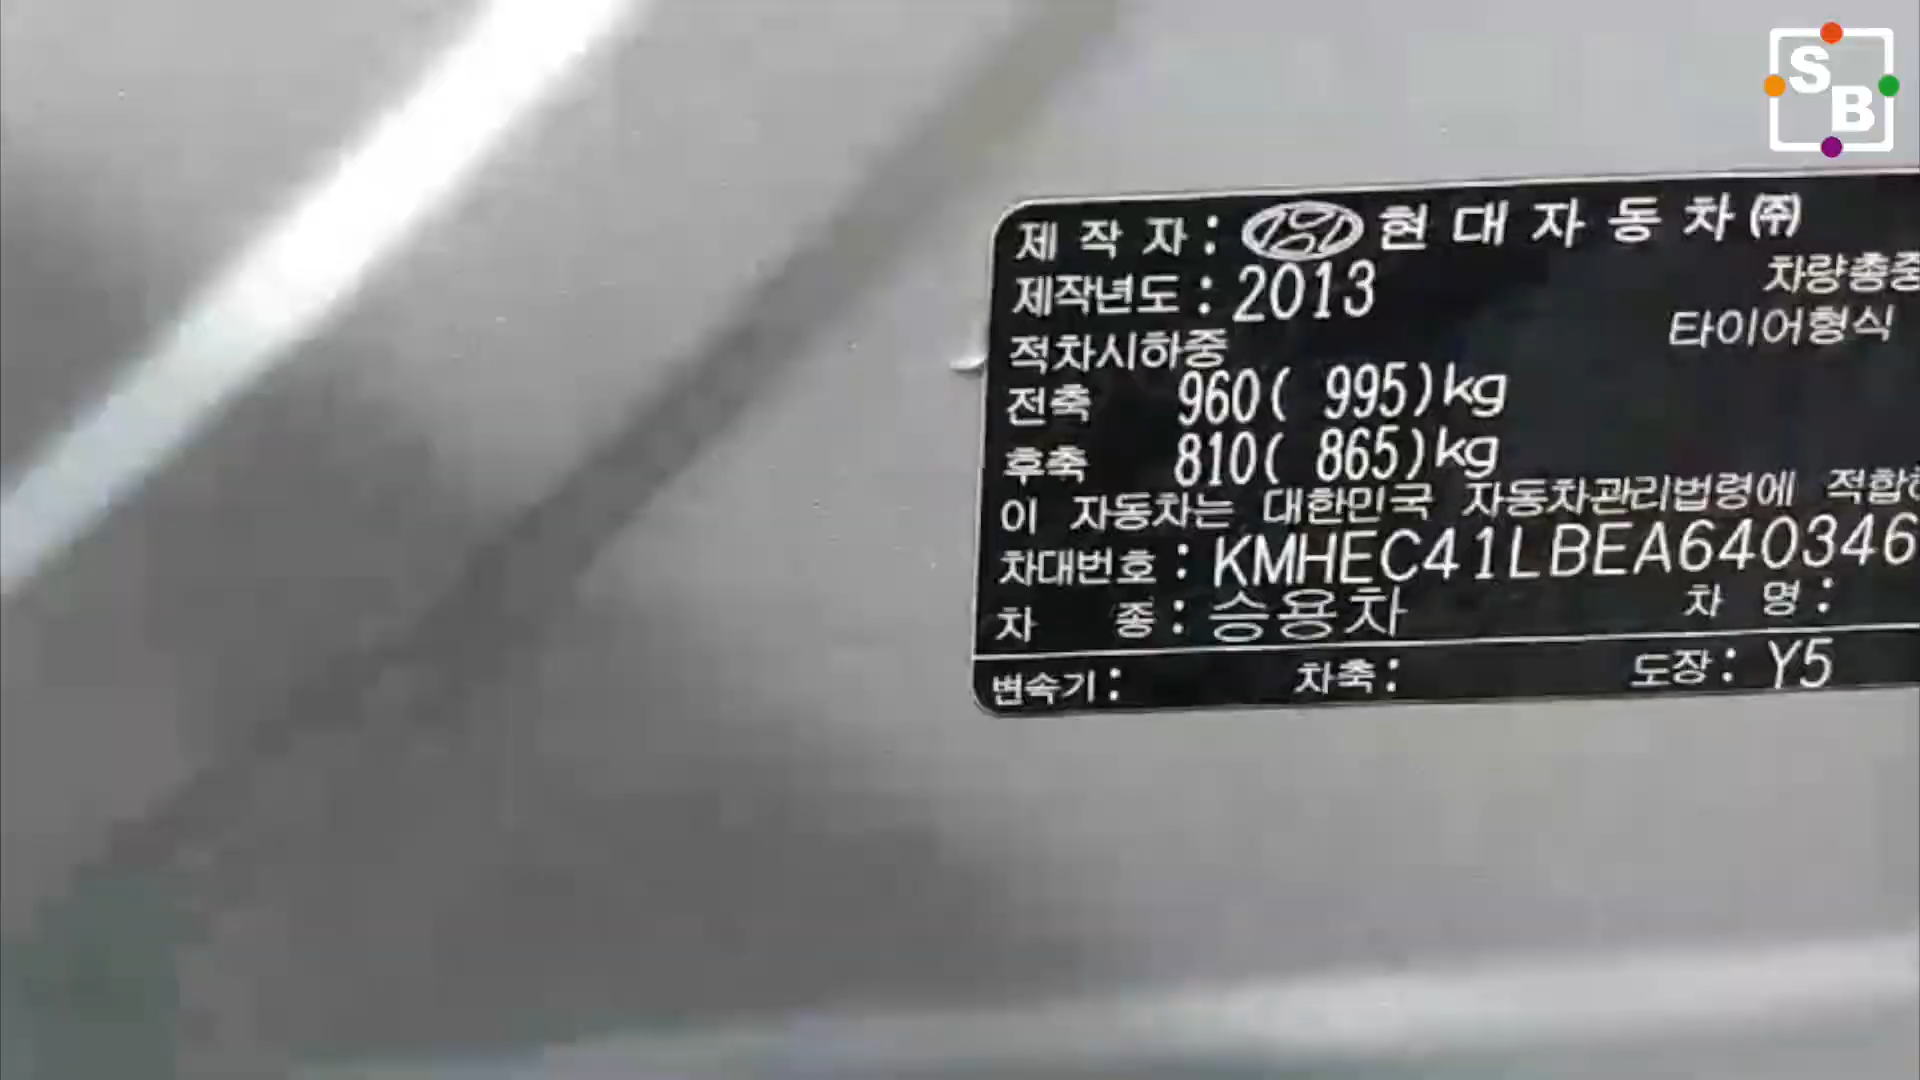 S
B
제 작 자 : 현 대 자 동 차 ㈜
제작년도 : 2013
차량총중
적차시하중
타이어형식
전축 960( 995)kg
후축 810( 865)kg
이 자동차는 대한민국 자동차관리법령에 적합하
차대번호 : KMHEC41LBEA640346
차 종 : 승용차 차 명 :
변속기 : 차축 : 도장 : Y5